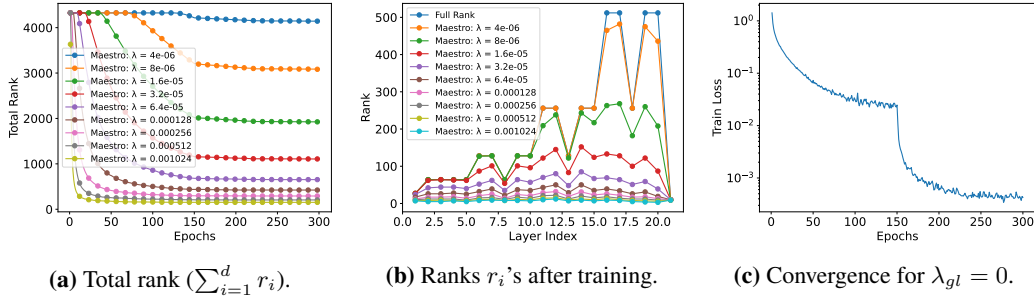 4000
3000
2000
1000
0
Total Rank
Maestro: λ = 4e-06
Maestro: λ = 8e-06
Maestro: λ = 1.6e-05
Maestro: λ = 3.2e-05
Maestro: λ = 6.4e-05
Maestro: λ = 0.000128
Maestro: λ = 0.000256
Maestro: λ = 0.000512
Maestro: λ = 0.001024
0 50 100 150 200 250 300
Epochs
(a) Total rank (∑ᵈᵢ₌₁ rᵢ).
500
400
300
200
100
0
Rank
Full Rank
Maestro: λ = 4e-06
Maestro: λ = 8e-06
Maestro: λ = 1.6e-05
Maestro: λ = 3.2e-05
Maestro: λ = 6.4e-05
Maestro: λ = 0.000128
Maestro: λ = 0.000256
Maestro: λ = 0.000512
Maestro: λ = 0.001024
0.0 2.5 5.0 7.5 10.0 12.5 15.0 17.5 20.0
Layer Index
(b) Ranks rᵢ's after training.
10⁰
10⁻¹
10⁻²
10⁻³
Train Loss
0 50 100 150 200 250 300
Epochs
(c) Convergence for λ_gl = 0.